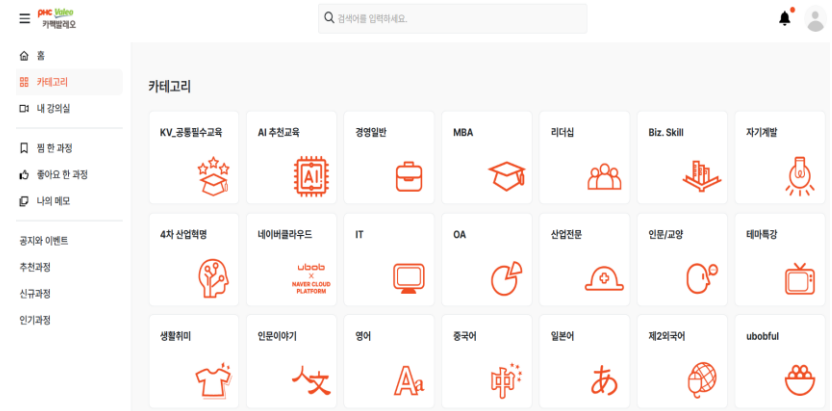 PHC Valeo
카펙발레오
검색어를 입력하세요.
홈
카테고리
내 강의실
찜 한 과정
좋아요 한 과정
나의 메모
공지와 이벤트
추천과정
신규과정
인기과정
카테고리
KV_공통필수교육
AI 추천교육
AI!
경영일반
MBA
리더십
Biz. Skill
자기계발
4차 산업혁명
네이버클라우드
ubob
X
NAVER CLOUD
PLATFORM
IT
OA
산업전문
인문/교양
테마특강
생활취미
인문이야기
人文
영어
Aa
중국어
中
일본어
あ
제2외국어
ubobful